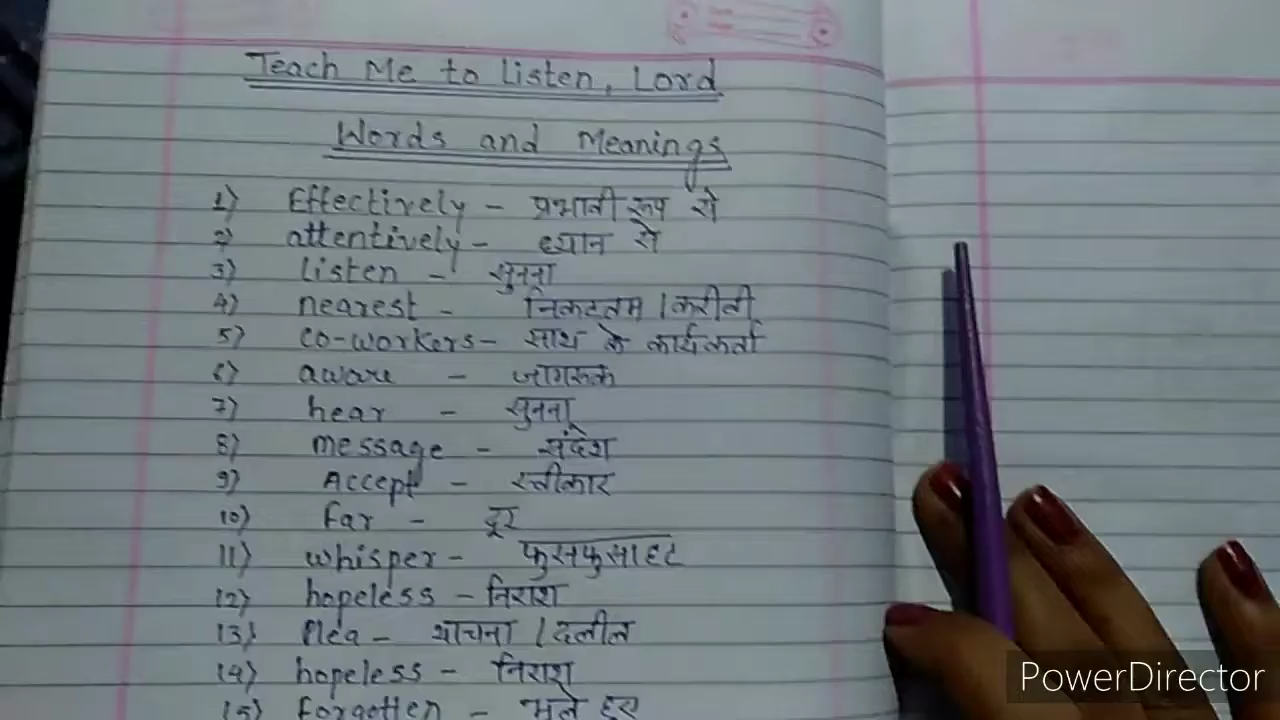 Teach Me to Listen, Lord
Words and Meanings
1) Effectively - प्रभावी रूप से
2) attentively - ध्यान से
3) listen - सुनना
4) nearest - निकटतम / करीबी
5) co-workers - साथ के कार्यकर्ता
6) aware - जागरूक
7) hear - सुनना
8) message - संदेश
9) Accept - स्वीकार
10) far - दूर
11) whisper - फुसफुसाहट
12) hopeless - निराश
13) Plea - याचना / दलील
14) hopeless - निराश
15) forgotten - भूले हुए
PowerDirector